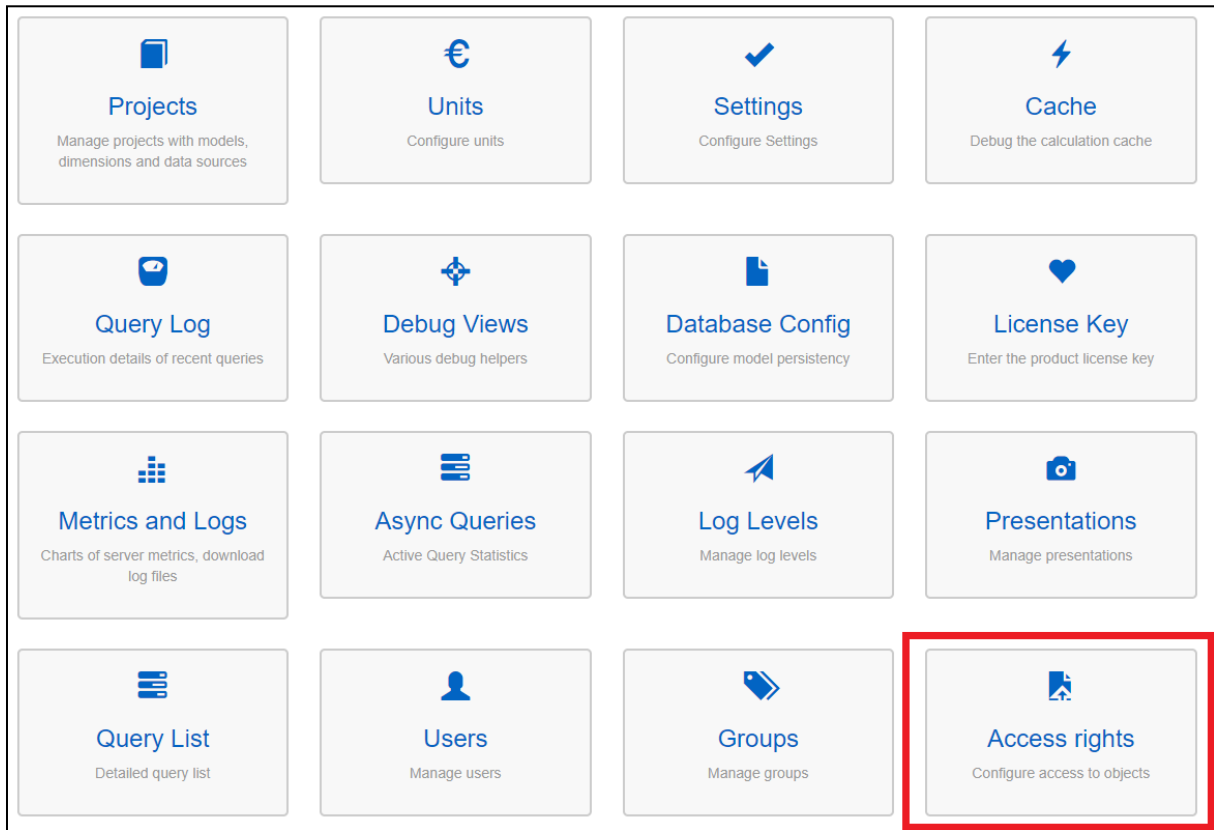 Projects
Manage projects with models,
dimensions and data sources
Units
Configure units
Settings
Configure Settings
Cache
Debug the calculation cache
Query Log
Execution details of recent queries
Debug Views
Various debug helpers
Database Config
Configure model persistency
License Key
Enter the product license key
Metrics and Logs
Charts of server metrics, download
log files
Async Queries
Active Query Statistics
Log Levels
Manage log levels
Presentations
Manage presentations
Query List
Detailed query list
Users
Manage users
Groups
Manage groups
Access rights
Configure access to objects